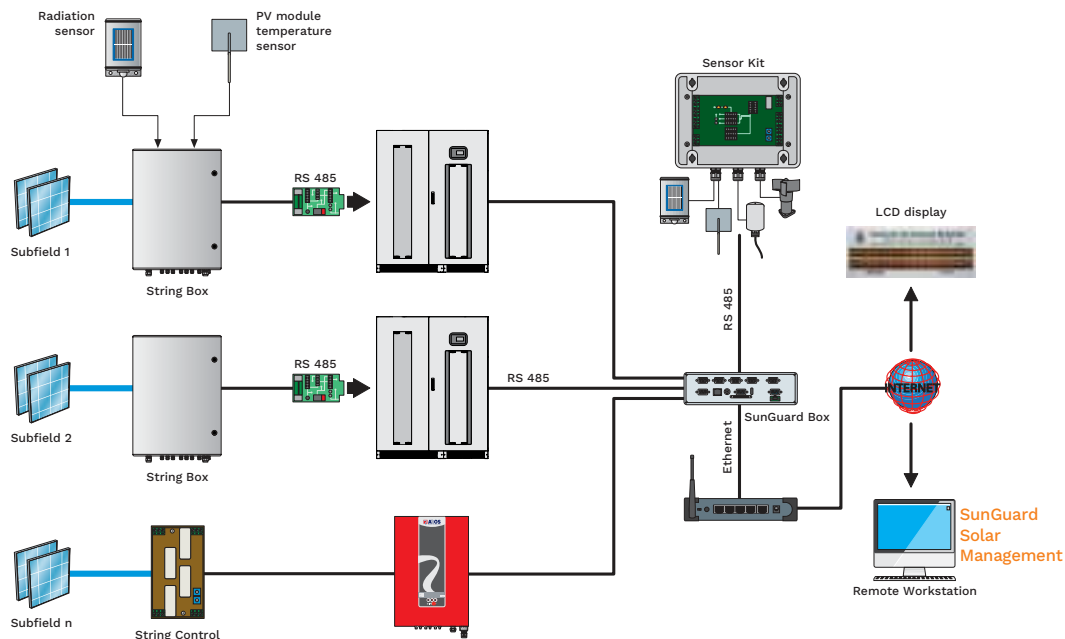 Radiation
sensor
PV module
temperature
sensor
Sensor Kit
RS 485
LCD display
Subfield 1
String Box
RS 485
RS 485
RS 485
INTERNET
Subfield 2
String Box
SunGuard Box
Ethernet
SunGuard
Solar
Management
Remote Workstation
Subfield n
String Control